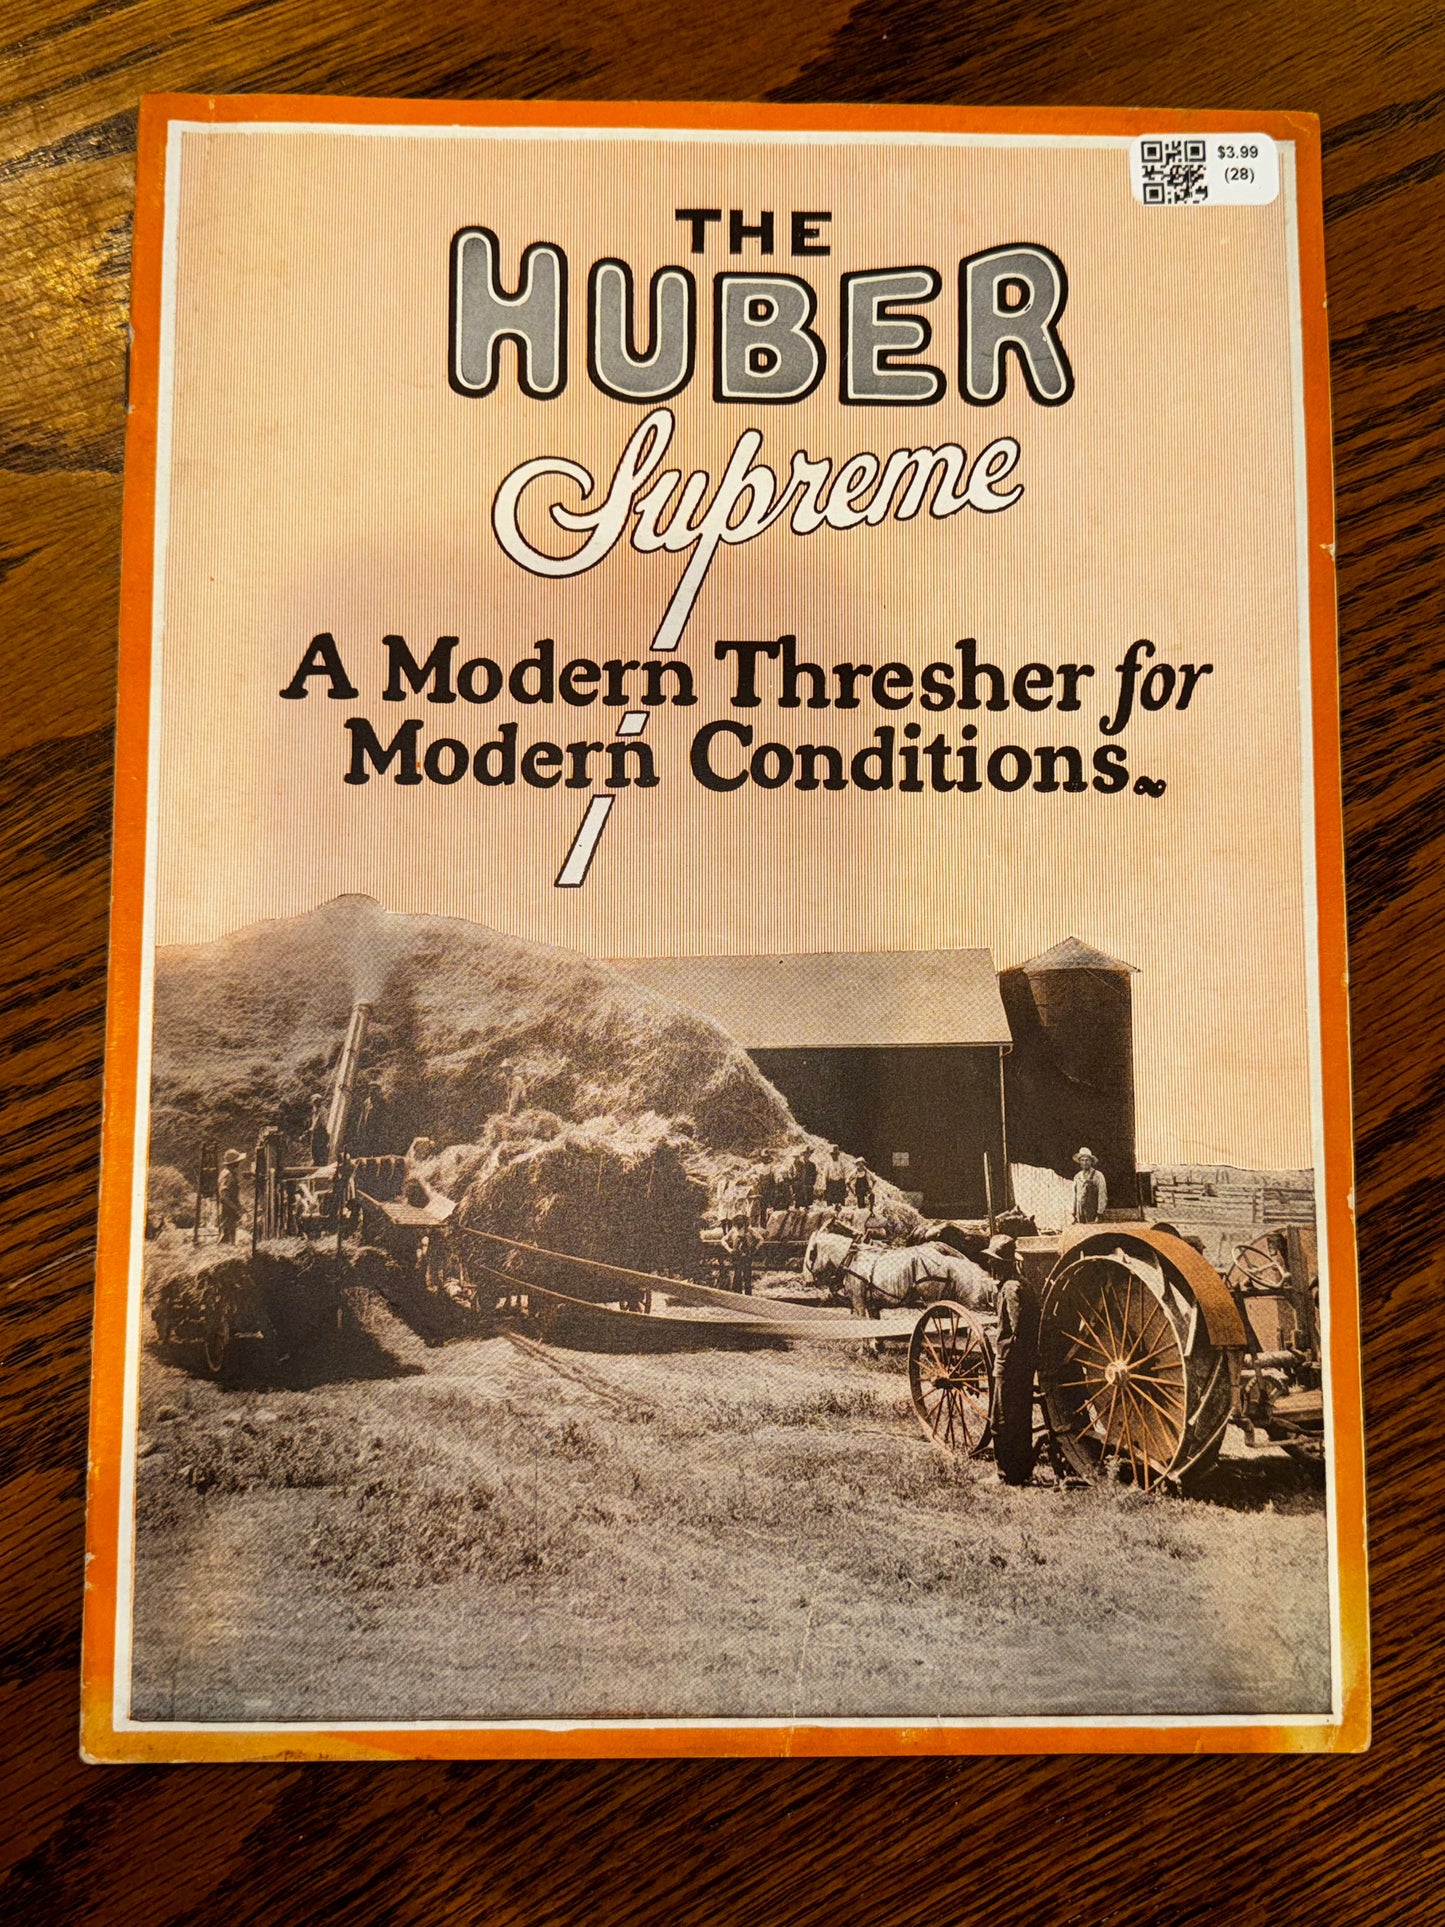 $3.99
(28)
THE
HUBER
Supreme
A Modern Thresher for
Modern Conditions.